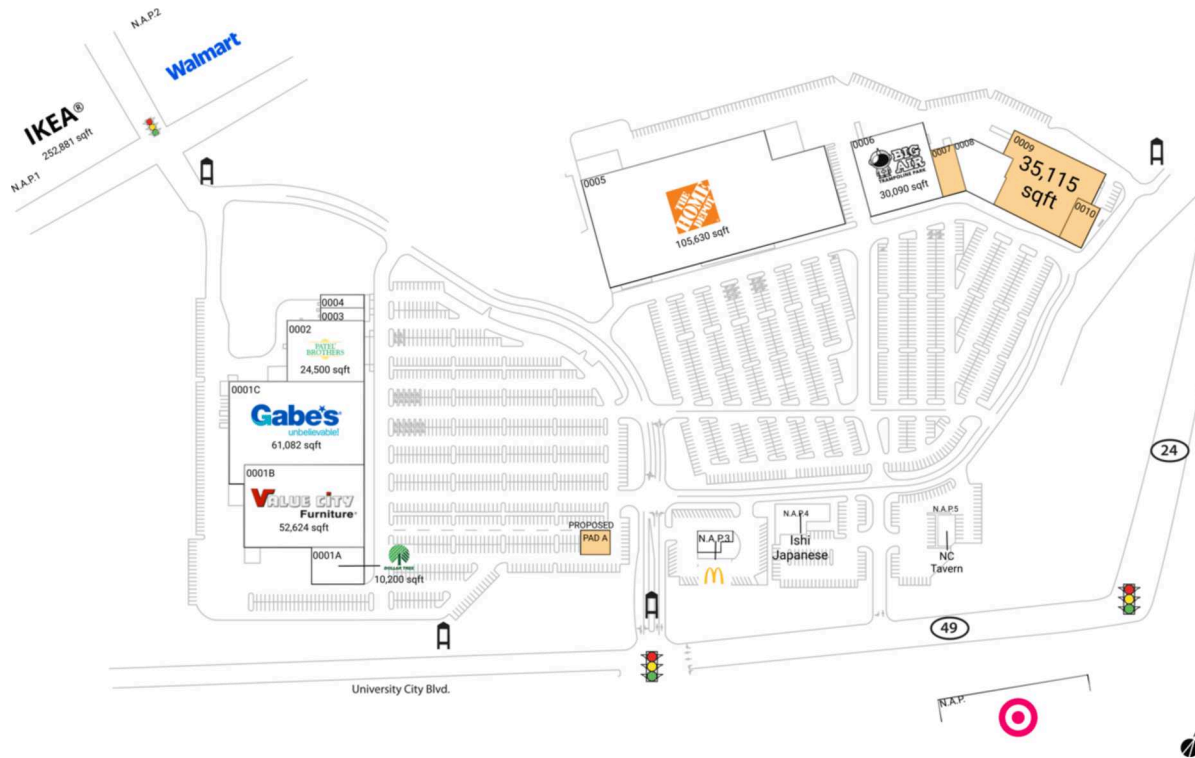 N.A.P.2
Walmart
IKEA®
252,881 sqft
N.A.P.1
0005
THE HOME DEPOT
105,630 sqft
0006
BIG AIR
TRAMPOLINE PARK
30,090 sqft
0007
0008
0009
35,115
sqft
0010
0004
0003
0002
PATEL
BROTHERS
24,500 sqft
0001C
Gabe's
unbelievable!
61,082 sqft
0001B
VALUE CITY
Furniture
52,624 sqft
0001A
DOLLAR TREE
10,200 sqft
PROPOSED
PAD A
N.A.P.3
N.A.P.4
Ishi
Japanese
N.A.P.5
NC
Tavern
24
49
University City Blvd.
N.A.P.